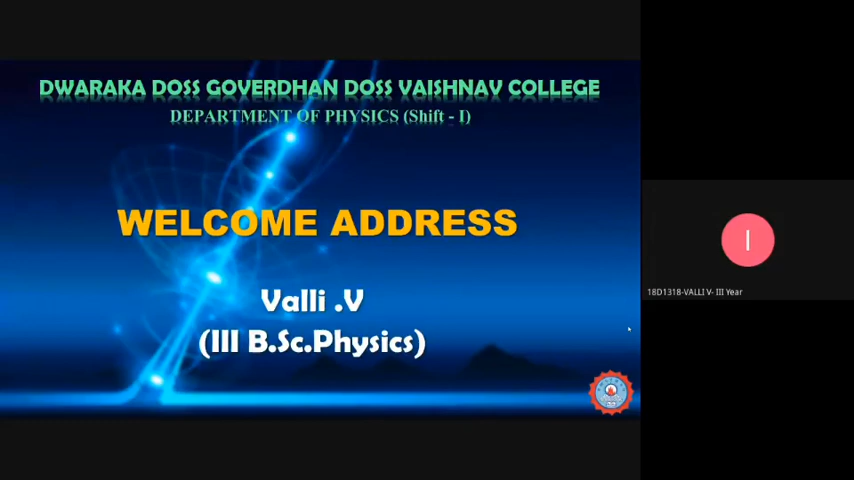 DWARAKA DOSS GOVERDHAN DOSS VAISHNAV COLLEGE
DEPARTMENT OF PHYSICS (Shift - I)
WELCOME ADDRESS
Valli .V
(III B.Sc.Physics)
I
18D1318-VALLI V- III Year